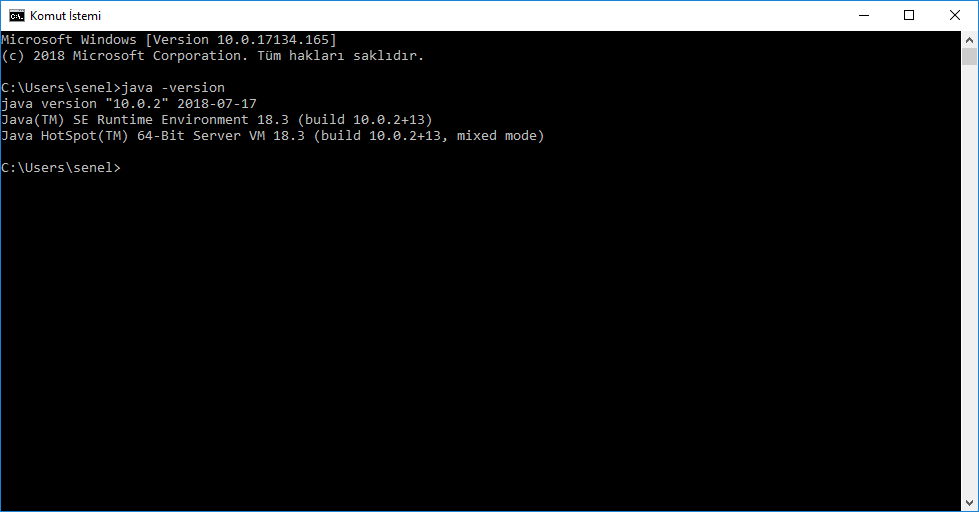 Komut İstemi
Microsoft Windows [Version 10.0.17134.165]
(c) 2018 Microsoft Corporation. Tüm hakları saklıdır.
C:\Users\senel>java -version
java version "10.0.2" 2018-07-17
Java(TM) SE Runtime Environment 18.3 (build 10.0.2+13)
Java HotSpot(TM) 64-Bit Server VM 18.3 (build 10.0.2+13, mixed mode)
C:\Users\senel>